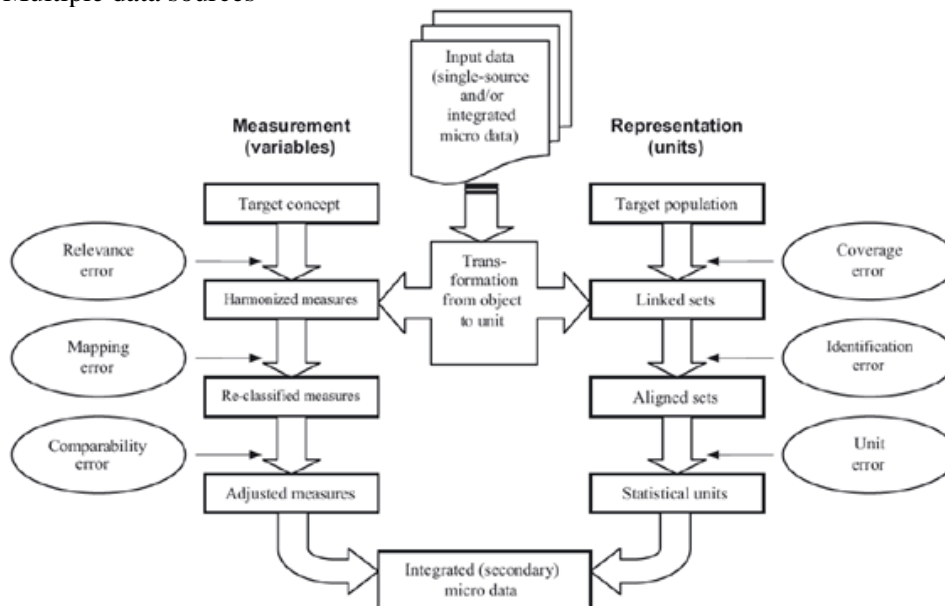 Multiple data sources
Input data
(single-source
and/or
integrated
micro data)
Measurement
(variables)
Representation
(units)
Target concept
Target population
Relevance
error
Trans-
formation
from object
to unit
Coverage
error
Harmonized measures
Linked sets
Mapping
error
Identification
error
Re-classified measures
Aligned sets
Comparability
error
Unit
error
Adjusted measures
Statistical units
Integrated (secondary)
micro data